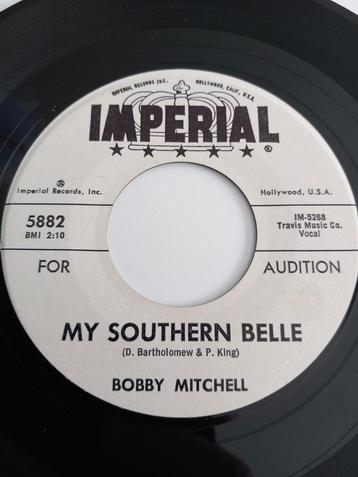 IMPERIAL RECORDS INC. HOLLYWOOD, CALIF., U.S.A.
IMPERIAL
®
® Imperial Records, Inc. Hollywood, U.S.A.
5882 IM-5268
BMI 2:10 Travis Music Co.
Vocal
FOR AUDITION
MY SOUTHERN BELLE
(D. Bartholomew & P. King)
BOBBY MITCHELL